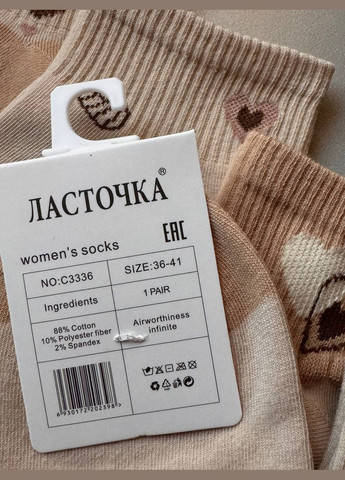 ЛАСТОЧКА®
women's socks EAC
NO:C3336 SIZE:36-41
Ingredients 1 PAIR
88% Cotton
10% Polyester fiber
2% Spandex
Airworthiness
infinite
6930172202398